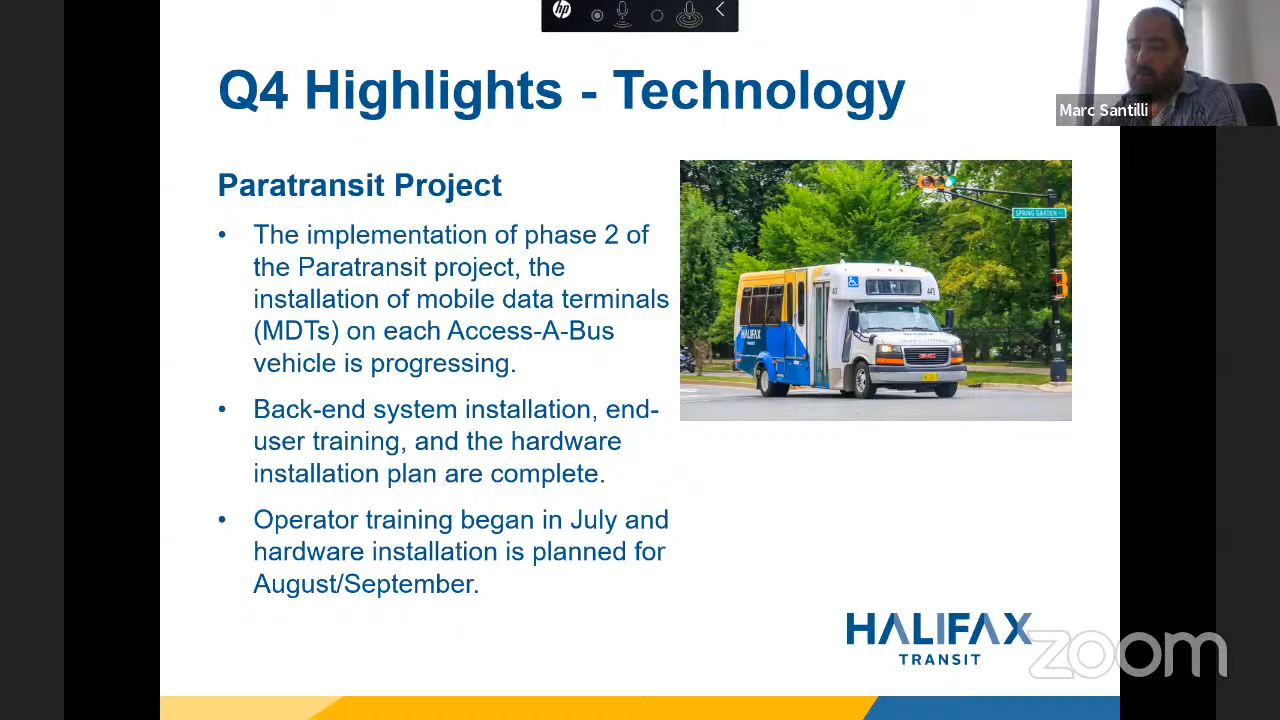 hp
Q4 Highlights - Technology
Marc Santilli
Paratransit Project
• The implementation of phase 2 of
the Paratransit project, the
installation of mobile data terminals
(MDTs) on each Access-A-Bus
vehicle is progressing.
• Back-end system installation, end-
user training, and the hardware
installation plan are complete.
• Operator training began in July and
hardware installation is planned for
August/September.
SPRING GARDEN
HALIFAX
GMC
HALIFAX
TRANSIT
zoom